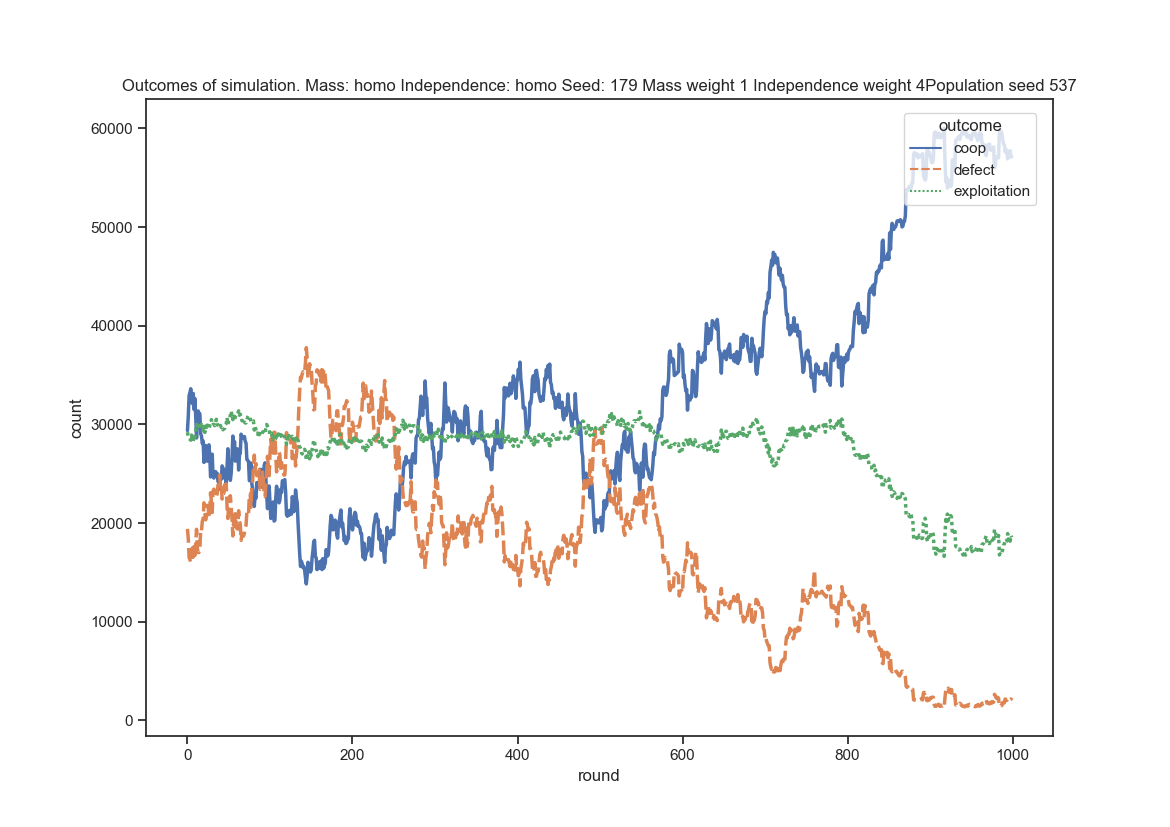 Outcomes of simulation. Mass: homo Independence: homo Seed: 179 Mass weight 1 Independence weight 4Population seed 537
60000
50000
40000
30000
20000
10000
0
count
outcome
coop
defect
exploitation
0 200 400 600 800 1000
round